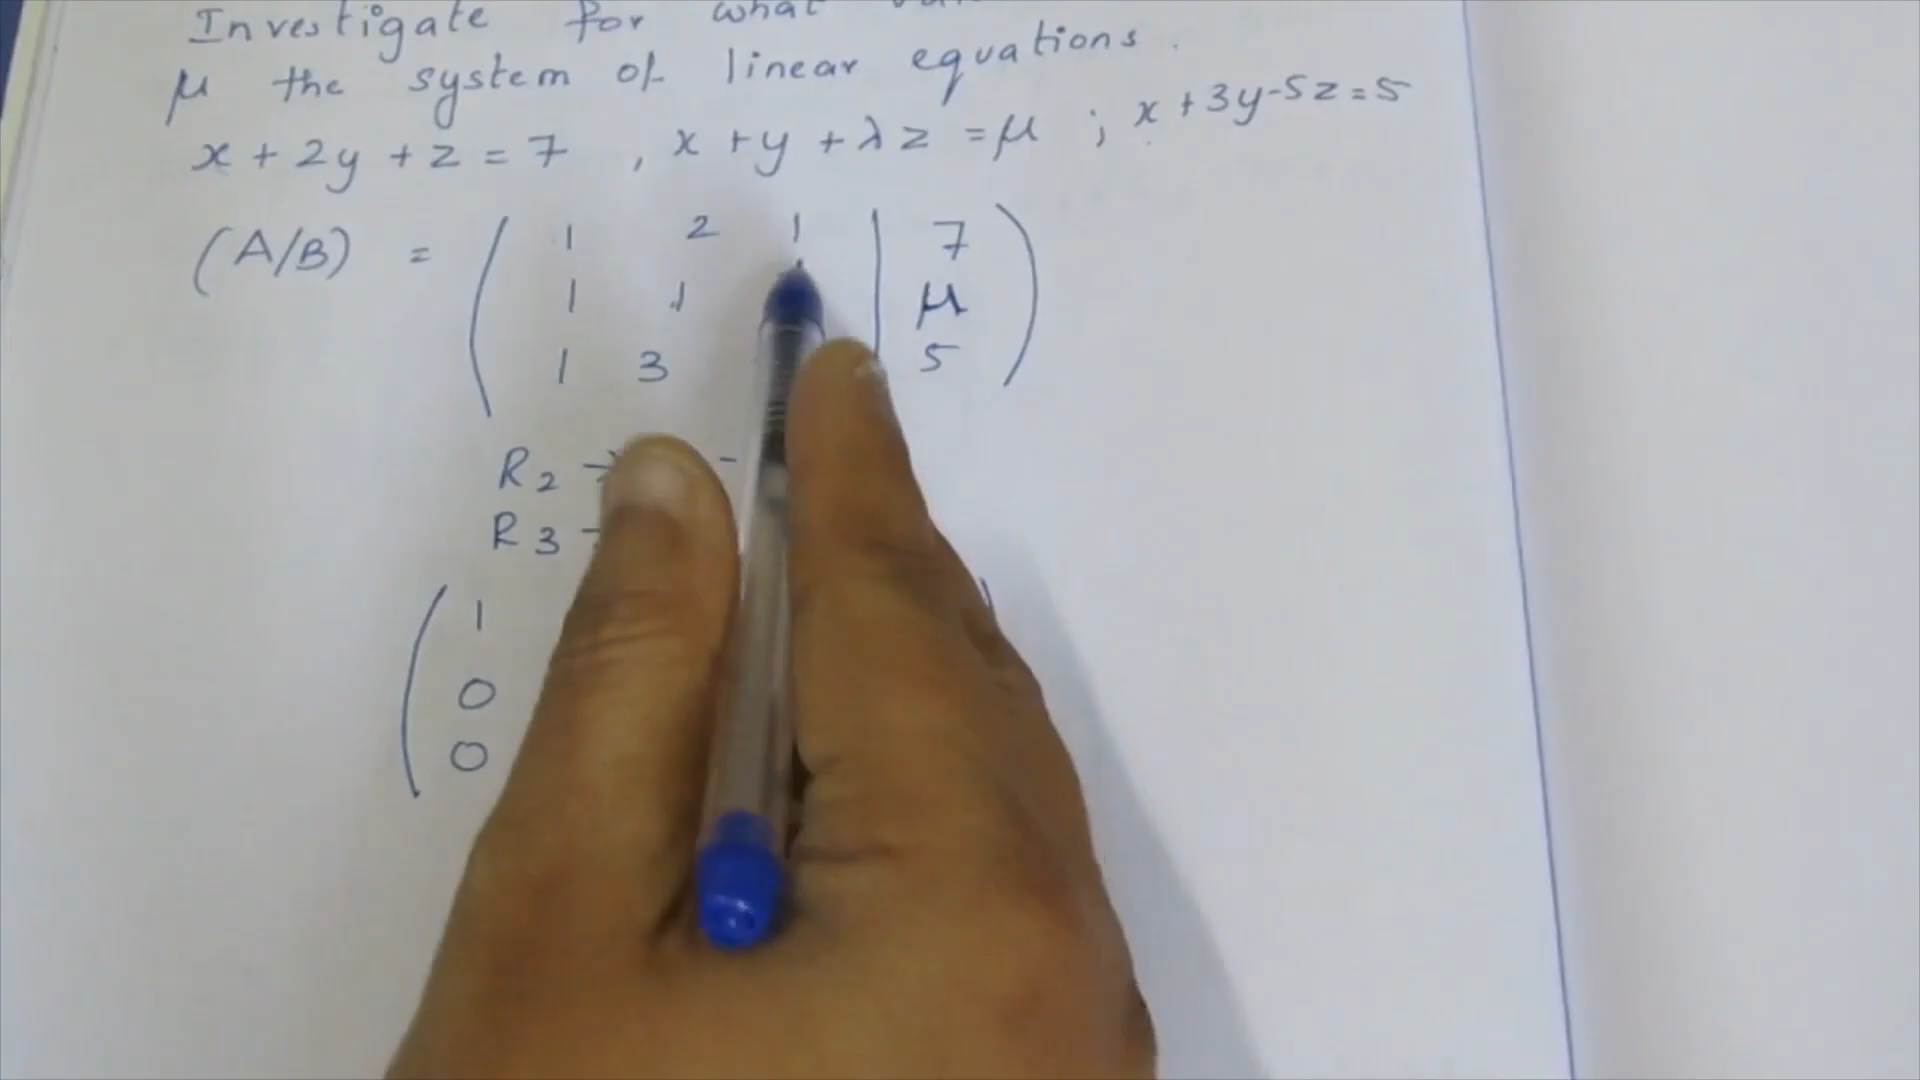 Investigate for what
μ the system of linear equations.
x + 2y + z = 7 , x + y + λz = μ ; x + 3y - 5z = 5
(A/B) = ( 1 2 1 | 7 )
1 1 μ
1 3 5
R2 → -
R3 -
1
0
0